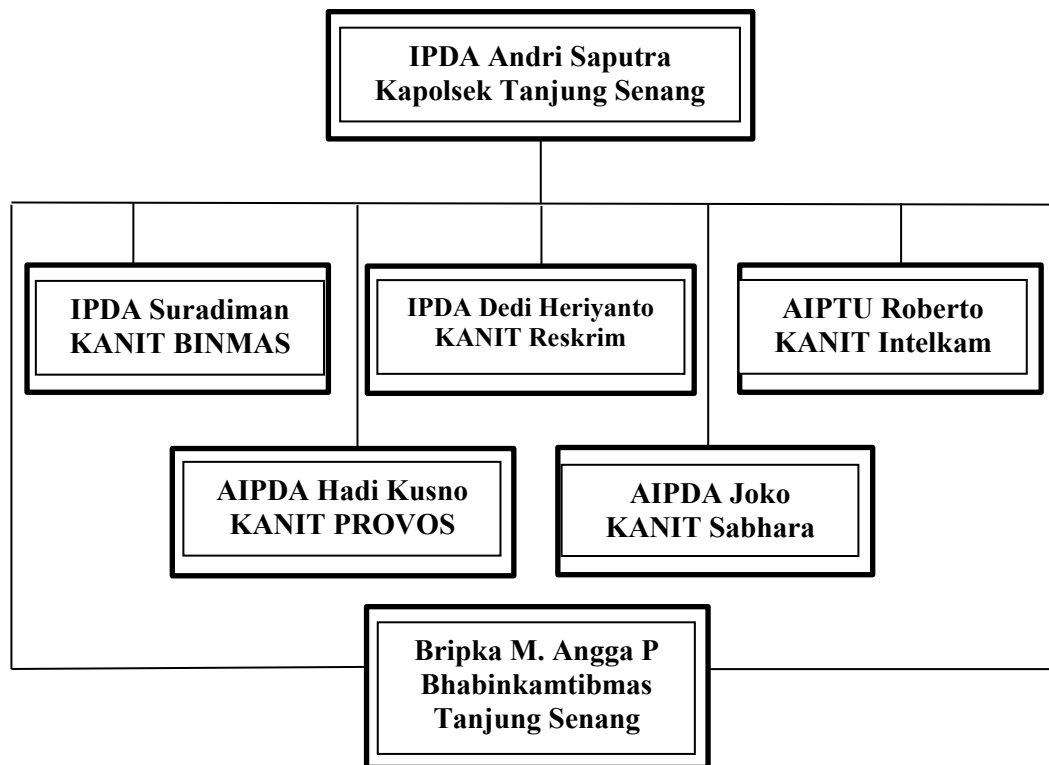 IPDA Andri Saputra
Kapolsek Tanjung Senang
IPDA Suradiman
KANIT BINMAS
IPDA Dedi Heriyanto
KANIT Reskrim
AIPTU Roberto
KANIT Intelkam
AIPDA Hadi Kusno
KANIT PROVOS
AIPDA Joko
KANIT Sabhara
Bripka M. Angga P
Bhabinkamtibmas
Tanjung Senang